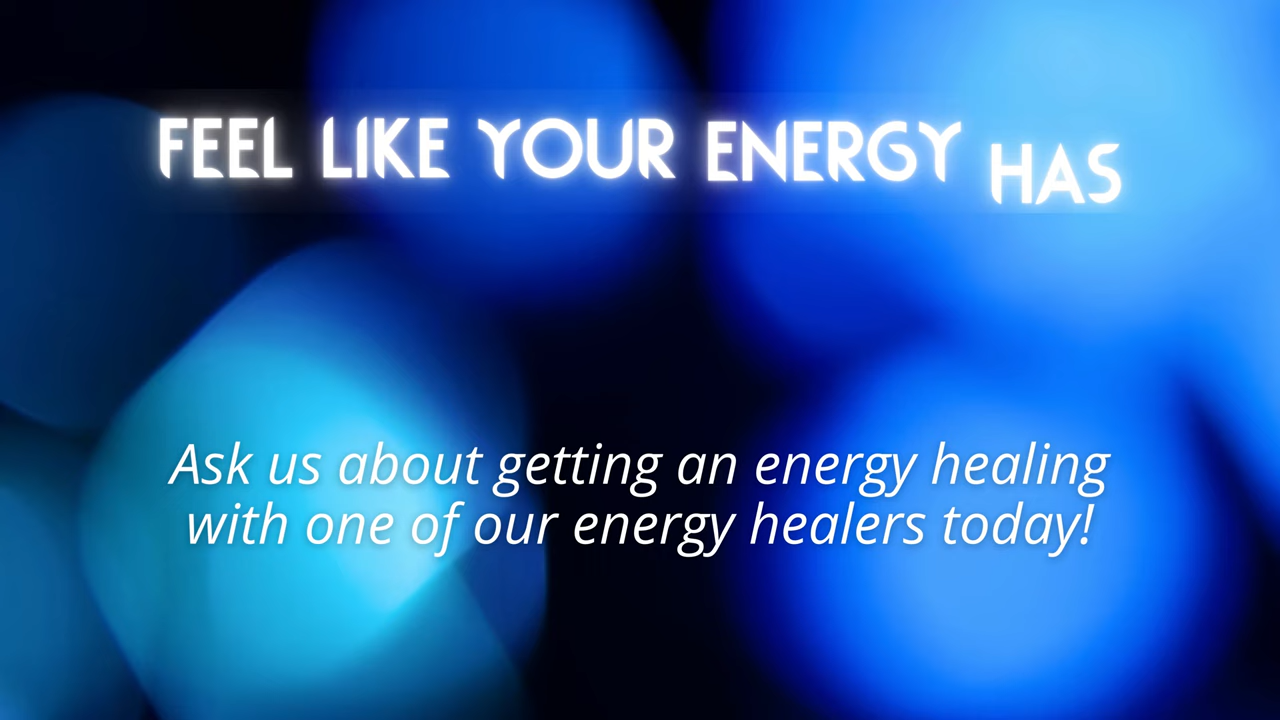 FEEL LIKE YOUR ENERGY HAS
Ask us about getting an energy healing
with one of our energy healers today!